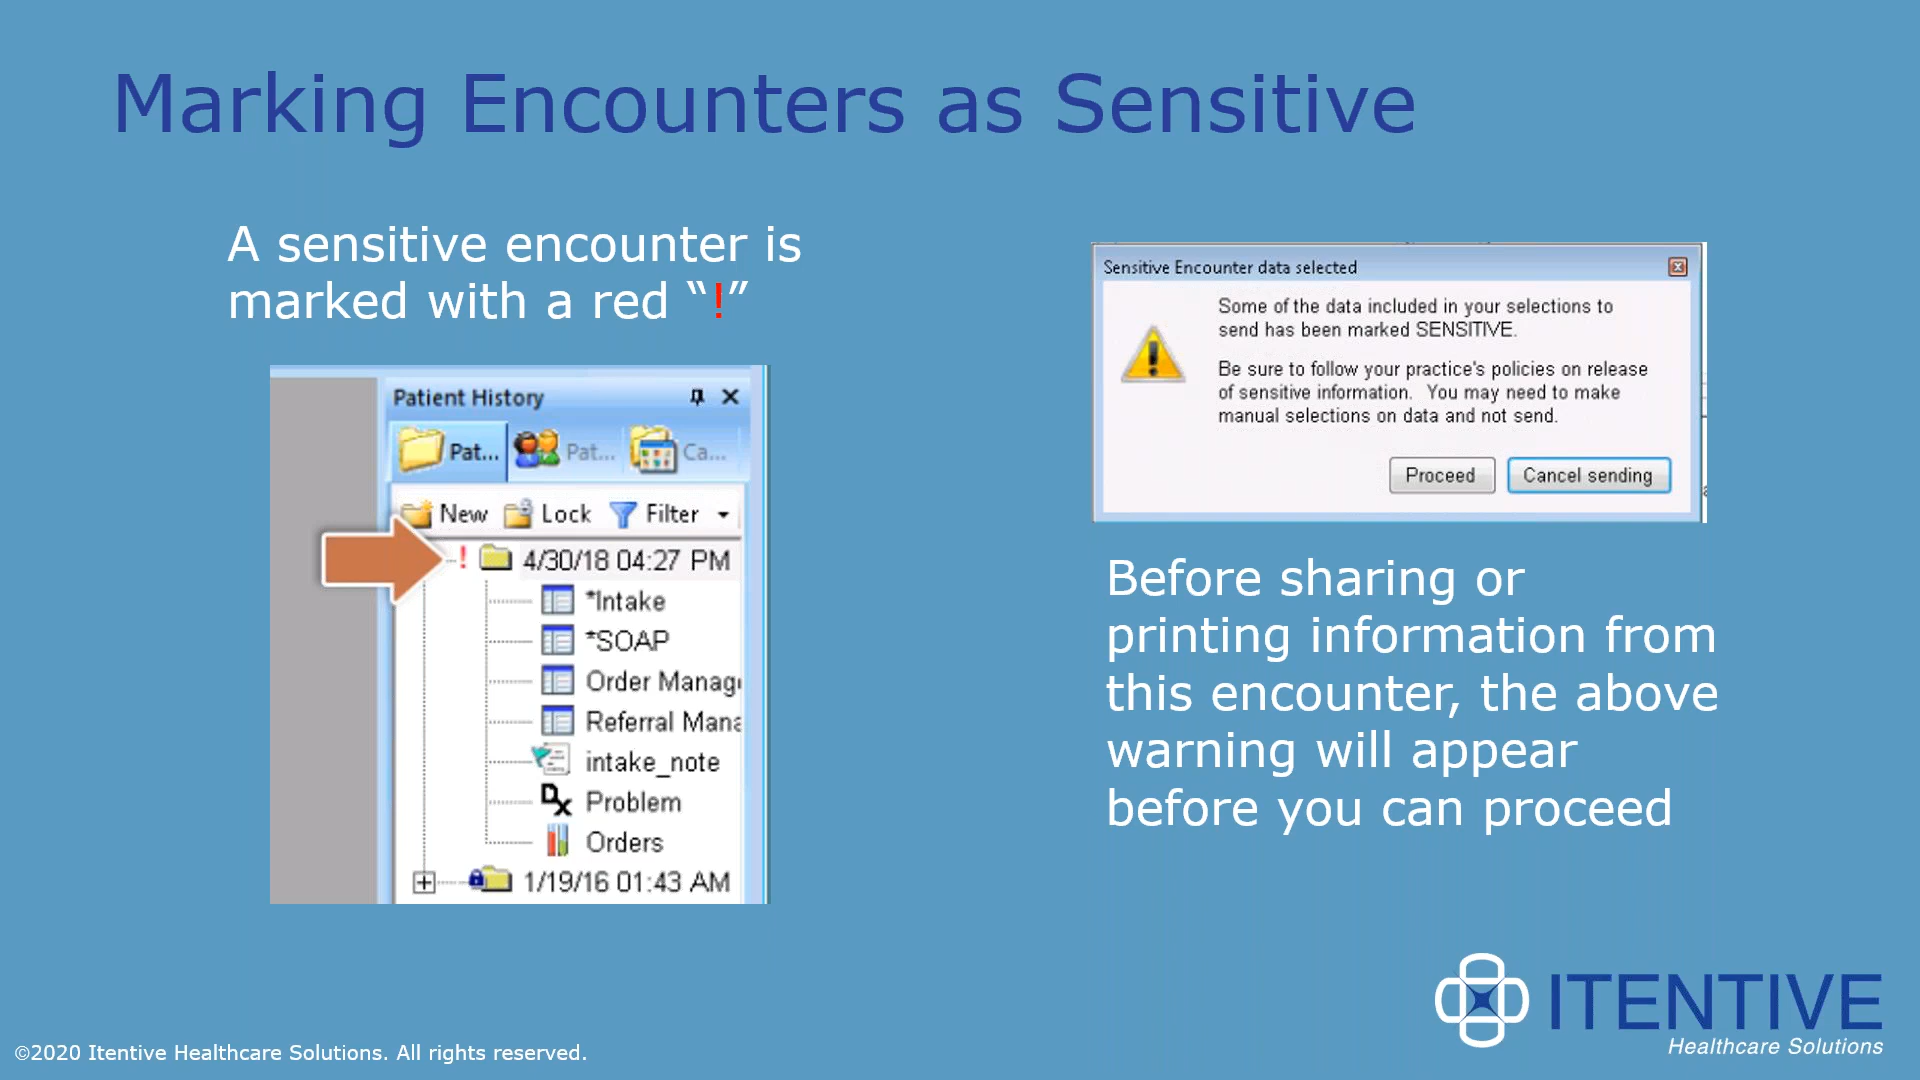 Marking Encounters as Sensitive
A sensitive encounter is
marked with a red “!”
Patient History
Pat... Pat... Ca...
New Lock Filter
! 4/30/18 04:27 PM
*Intake
*SOAP
Order Manag
Referral Mana
intake_note
Dx Problem
Orders
1/19/16 01:43 AM
Sensitive Encounter data selected
Some of the data included in your selections to
send has been marked SENSITIVE.
Be sure to follow your practice's policies on release
of sensitive information. You may need to make
manual selections on data and not send.
Proceed Cancel sending
Before sharing or
printing information from
this encounter, the above
warning will appear
before you can proceed
ITENTIVE
Healthcare Solutions
©2020 Itentive Healthcare Solutions. All rights reserved.